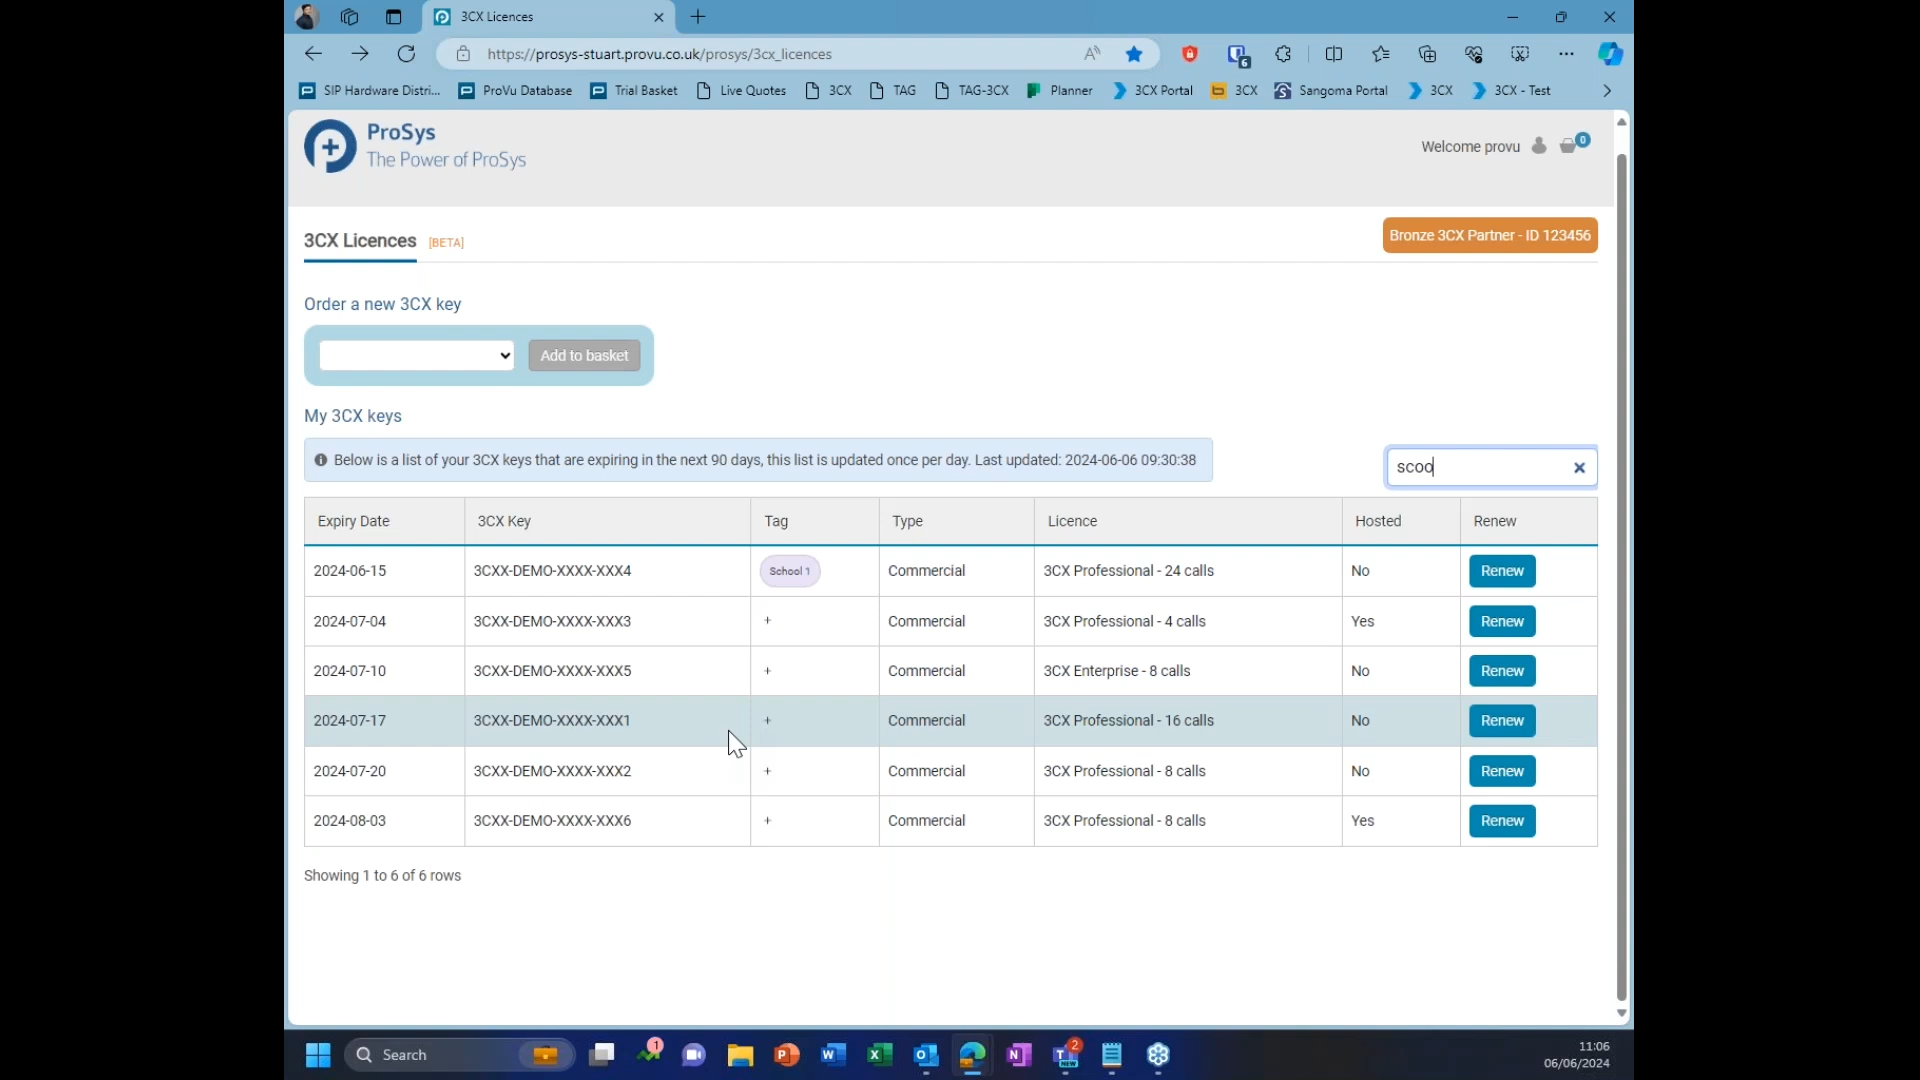 3CX Licences
https://prosys-stuart.provu.co.uk/prosys/3cx_licences
6
SIP Hardware Distri... ProVu Database Trial Basket Live Quotes 3CX TAG TAG-3CX Planner 3CX Portal 3CX Sangoma Portal 3CX 3CX - Test
ProSys
The Power of ProSys
Welcome provu 0
3CX Licences [BETA]
Bronze 3CX Partner - ID 123456
Order a new 3CX key
Add to basket
My 3CX keys
Below is a list of your 3CX keys that are expiring in the next 90 days, this list is updated once per day. Last updated: 2024-06-06 09:30:38
scoo
Expiry Date 3CX Key Tag Type Licence Hosted Renew
2024-06-15 3CXX-DEMO-XXXX-XXX4 School 1 Commercial 3CX Professional - 24 calls No Renew
2024-07-04 3CXX-DEMO-XXXX-XXX3 + Commercial 3CX Professional - 4 calls Yes Renew
2024-07-10 3CXX-DEMO-XXXX-XXX5 + Commercial 3CX Enterprise - 8 calls No Renew
2024-07-17 3CXX-DEMO-XXXX-XXX1 + Commercial 3CX Professional - 16 calls No Renew
2024-07-20 3CXX-DEMO-XXXX-XXX2 + Commercial 3CX Professional - 8 calls No Renew
2024-08-03 3CXX-DEMO-XXXX-XXX6 + Commercial 3CX Professional - 8 calls Yes Renew
Showing 1 to 6 of 6 rows
Search 1 2
11:06
06/06/2024